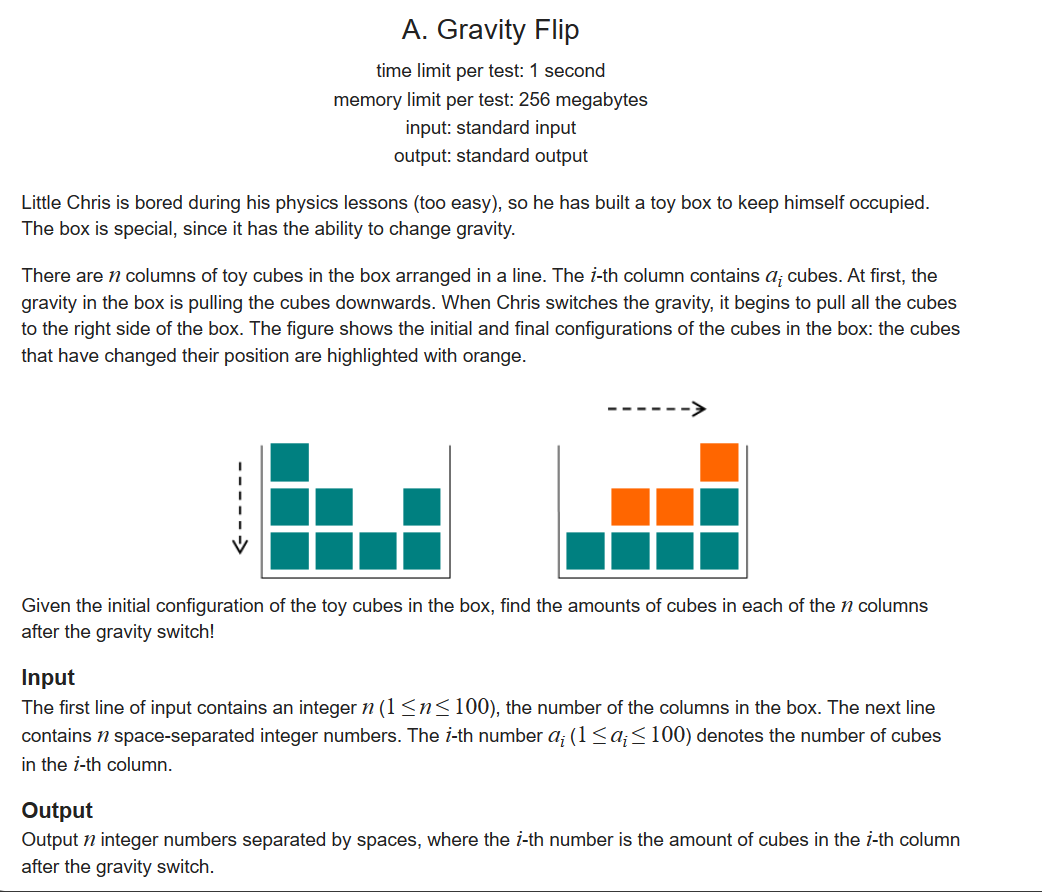 A. Gravity Flip
time limit per test: 1 second
memory limit per test: 256 megabytes
input: standard input
output: standard output
Little Chris is bored during his physics lessons (too easy), so he has built a toy box to keep himself occupied.
The box is special, since it has the ability to change gravity.
There are n columns of toy cubes in the box arranged in a line. The i-th column contains aᵢ cubes. At first, the
gravity in the box is pulling the cubes downwards. When Chris switches the gravity, it begins to pull all the cubes
to the right side of the box. The figure shows the initial and final configurations of the cubes in the box: the cubes
that have changed their position are highlighted with orange.
Given the initial configuration of the toy cubes in the box, find the amounts of cubes in each of the n columns
after the gravity switch!
Input
The first line of input contains an integer n (1 ≤ n ≤ 100), the number of the columns in the box. The next line
contains n space-separated integer numbers. The i-th number aᵢ (1 ≤ aᵢ ≤ 100) denotes the number of cubes
in the i-th column.
Output
Output n integer numbers separated by spaces, where the i-th number is the amount of cubes in the i-th column
after the gravity switch.